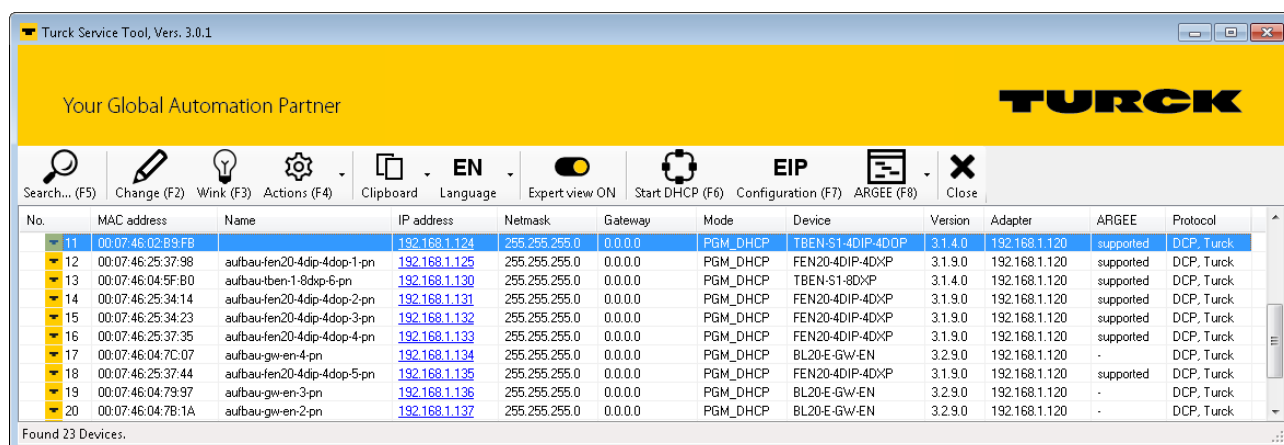 Turck Service Tool, Vers. 3.0.1
Your Global Automation Partner
TURCK
Search... (F5) Change (F2) Wink (F3) Actions (F4) Clipboard EN Language Expert view ON Start DHCP (F6) EIP Configuration (F7) ARGEE (F8) Close
No. MAC address Name IP address Netmask Gateway Mode Device Version Adapter ARGEE Protocol
11 00:07:46:02:B9:FB 192.168.1.124 255.255.255.0 0.0.0.0 PGM_DHCP TBEN-S1-4DIP-4DOP 3.1.4.0 192.168.1.120 supported DCP, Turck
12 00:07:46:25:37:98 aufbau-fen20-4dip-4dop-1-pn 192.168.1.125 255.255.255.0 0.0.0.0 PGM_DHCP FEN20-4DIP-4DXP 3.1.9.0 192.168.1.120 supported DCP, Turck
13 00:07:46:04:5F:B0 aufbau-tben-1-8dxp-6-pn 192.168.1.130 255.255.255.0 0.0.0.0 PGM_DHCP TBEN-S1-8DXP 3.1.4.0 192.168.1.120 supported DCP, Turck
14 00:07:46:25:34:14 aufbau-fen20-4dip-4dop-2-pn 192.168.1.131 255.255.255.0 0.0.0.0 PGM_DHCP FEN20-4DIP-4DXP 3.1.9.0 192.168.1.120 supported DCP, Turck
15 00:07:46:25:34:23 aufbau-fen20-4dip-4dop-3-pn 192.168.1.132 255.255.255.0 0.0.0.0 PGM_DHCP FEN20-4DIP-4DXP 3.1.9.0 192.168.1.120 supported DCP, Turck
16 00:07:46:25:37:35 aufbau-fen20-4dip-4dop-4-pn 192.168.1.133 255.255.255.0 0.0.0.0 PGM_DHCP FEN20-4DIP-4DXP 3.1.9.0 192.168.1.120 supported DCP, Turck
17 00:07:46:04:7C:07 aufbau-gw-en-4-pn 192.168.1.134 255.255.255.0 0.0.0.0 PGM_DHCP BL20-E-GW-EN 3.2.9.0 192.168.1.120 - DCP, Turck
18 00:07:46:25:37:44 aufbau-fen20-4dip-4dop-5-pn 192.168.1.135 255.255.255.0 0.0.0.0 PGM_DHCP FEN20-4DIP-4DXP 3.1.9.0 192.168.1.120 supported DCP, Turck
19 00:07:46:04:79:97 aufbau-gw-en-3-pn 192.168.1.136 255.255.255.0 0.0.0.0 PGM_DHCP BL20-E-GW-EN 3.2.9.0 192.168.1.120 - DCP, Turck
20 00:07:46:04:7B:1A aufbau-gw-en-2-pn 192.168.1.137 255.255.255.0 0.0.0.0 PGM_DHCP BL20-E-GW-EN 3.2.9.0 192.168.1.120 - DCP, Turck
Found 23 Devices.